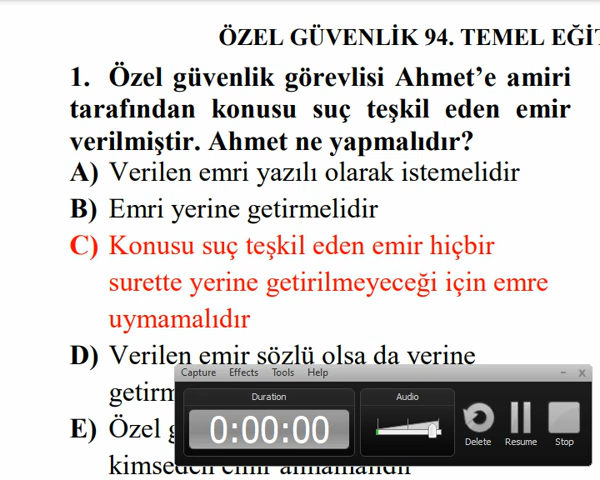 ÖZEL GÜVENLİK 94. TEMEL
1. Özel güvenlik görevlisi Ahmet’e amiri
tarafından konusu suç teşkil eden emir
verilmiştir. Ahmet ne yapmalıdır?
A) Verilen emri yazılı olarak istemelidir
B) Emri yerine getirmelidir
C) Konusu suç teşkil eden emir hiçbir
surette yerine getirilmeyeceği için emre
uymamalıdır
D) Verilen emir sözlü olsa da yerine
E) Özel
Capture Effects Tools Help
Duration
Audio
0:00:00
Delete Resume Stop